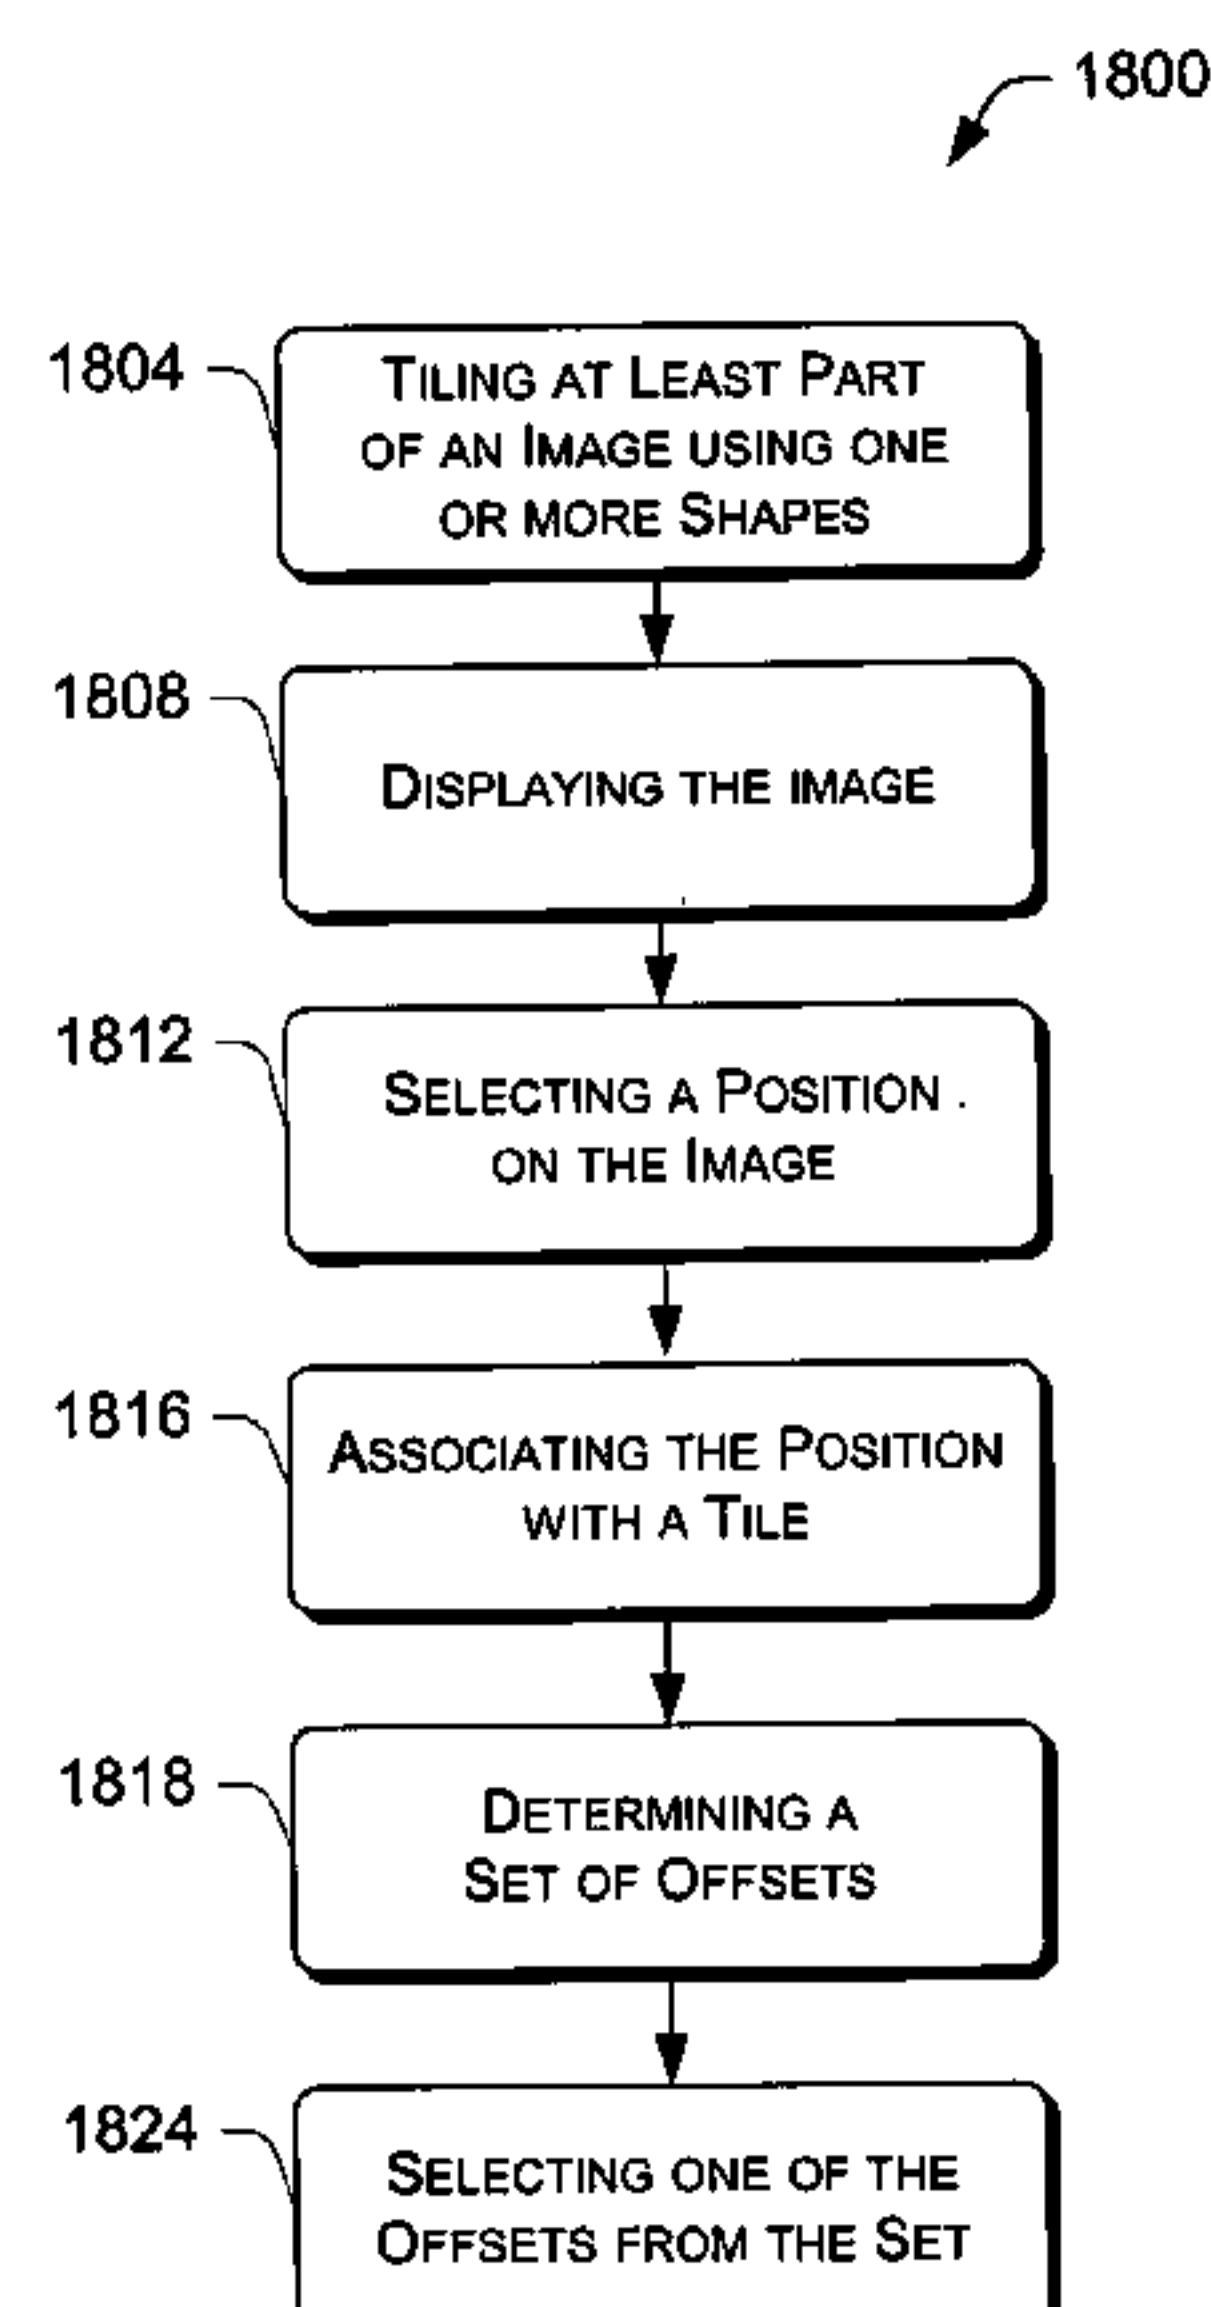 1800
1804
TILING AT LEAST PART
OF AN IMAGE USING ONE
OR MORE SHAPES
1808
DISPLAYING THE IMAGE
1812
SELECTING A POSITION
ON THE IMAGE
1816
ASSOCIATING THE POSITION
WITH A TILE
1818
DETERMINING A
SET OF OFFSETS
1824
SELECTING ONE OF THE
OFFSETS FROM THE SET